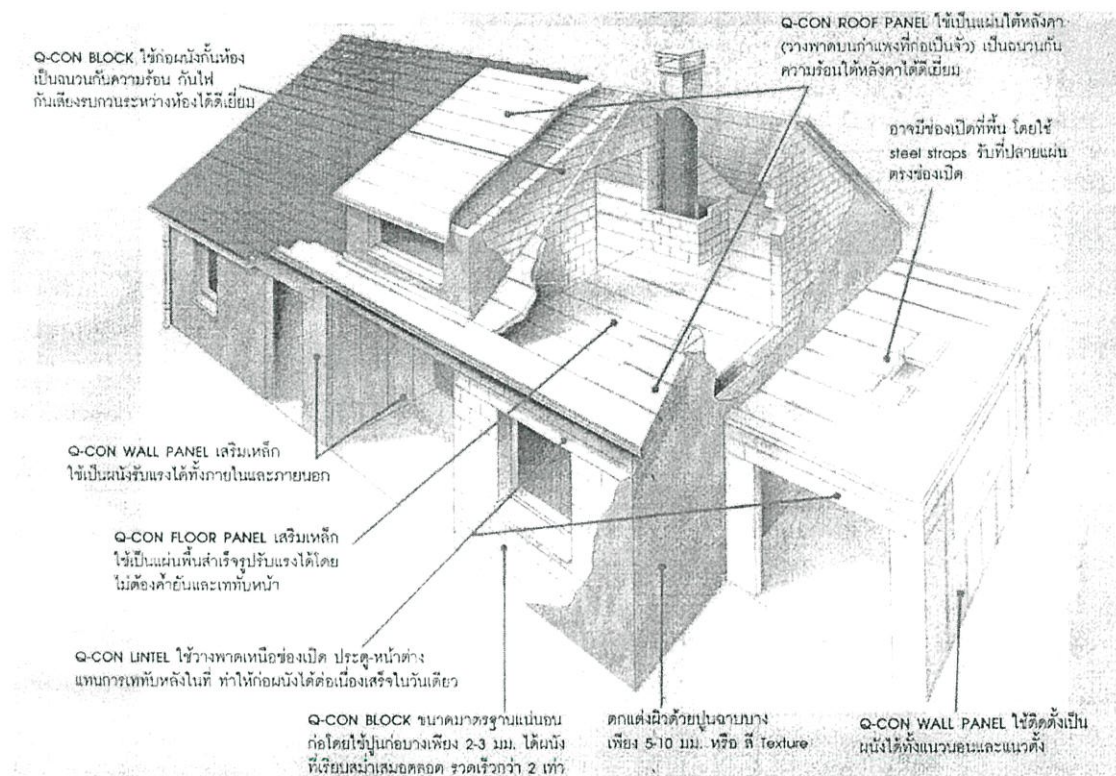 Q-CON BLOCK ใช้ก่อผนังกั้นห้อง
เป็นฉนวนกันความร้อน กันไฟ
กันเสียงรบกวนระหว่างห้องได้ดีเยี่ยม
Q-CON ROOF PANEL ใช้เป็นแผ่นใต้หลังคา
(วางพาดบนกำแพงที่ก่อเป็นจั่ว) เป็นฉนวนกัน
ความร้อนใต้หลังคาได้ดีเยี่ยม
อาจมีช่องเปิดที่พื้น โดยใช้
steel straps รับที่ปลายแผ่น
ตรงช่องเปิด
Q-CON WALL PANEL เสริมเหล็ก
ใช้เป็นผนังรับแรงได้ทั้งภายในและภายนอก
Q-CON FLOOR PANEL เสริมเหล็ก
ใช้เป็นแผ่นพื้นสำเร็จรูปรับแรงได้โดย
ไม่ต้องค้ำยันและเททับหน้า
Q-CON LINTEL ใช้วางพาดเหนือช่องเปิด ประตู-หน้าต่าง
แทนการเททับหลังในที่ ทำให้ก่อผนังได้ต่อเนื่องเสร็จในวันเดียว
Q-CON BLOCK ขนาดมาตรฐานแน่นอน
ก่อโดยใช้ปูนก่อบางเพียง 2-3 มม. ได้ผนัง
ที่เรียบสม่ำเสมอตลอด รวดเร็วกว่า 2 เท่า
ตกแต่งผิวด้วยปูนฉาบบาง
เพียง 5-10 มม. หรือ สี Texture
Q-CON WALL PANEL ใช้ติดตั้งเป็น
ผนังได้ทั้งแนวนอนและแนวตั้ง